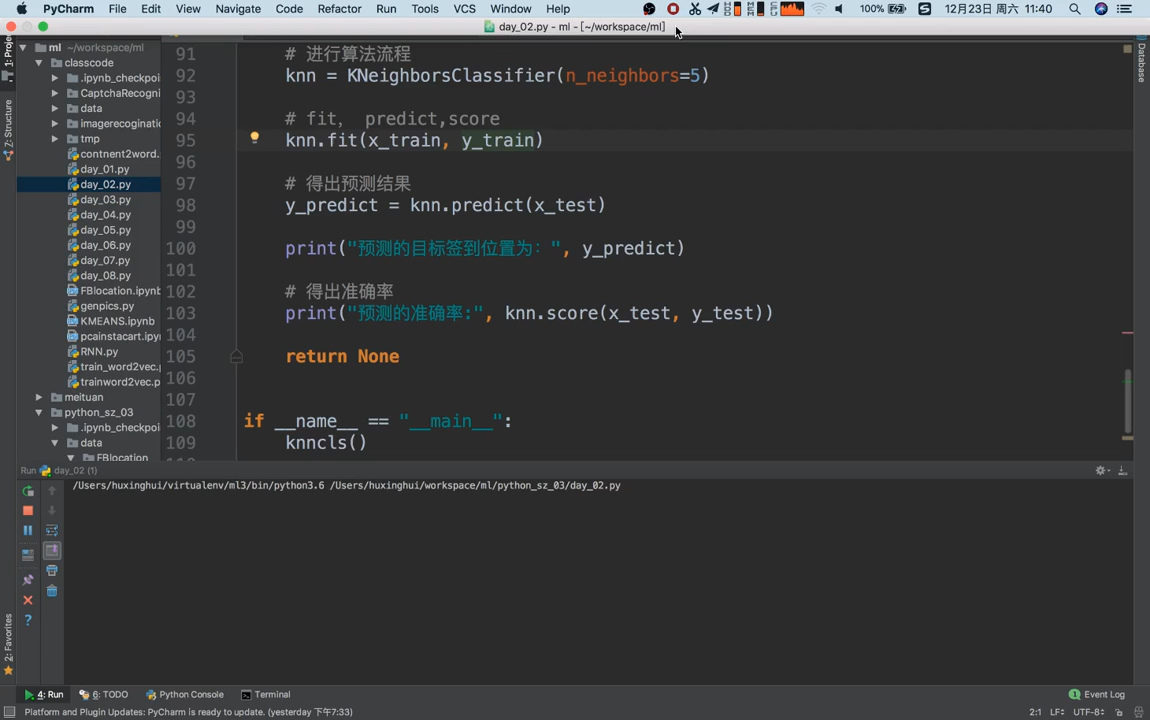 PyCharm File Edit View Navigate Code Refactor Run Tools VCS Window Help 100% 12月23日 周六 11:40
day_02.py - ml - [~/workspace/ml]
ml ~/workspace/ml
classcode
.ipynb_checkpoi
CaptchaRecogni
data
imagerecoginatio
tmp
contnent2word.
day_01.py
day_02.py
day_03.py
day_04.py
day_05.py
day_06.py
day_07.py
day_08.py
FBlocation.ipynb
genpics.py
KMEANS.ipynb
pcainstacart.ipy
RNN.py
train_word2vec.p
trainword2vec.p
meituan
python_sz_03
.ipynb_checkpoi
data
FBlocation
Z: Structure
2: Favorites
Database
91 # 进行算法流程
92 knn = KNeighborsClassifier(n_neighbors=5)
93
94 # fit, predict,score
95 knn.fit(x_train, y_train)
96
97 # 得出预测结果
98 y_predict = knn.predict(x_test)
99
100 print("预测的目标签到位置为：", y_predict)
101
102 # 得出准确率
103 print("预测的准确率:", knn.score(x_test, y_test))
104
105 return None
106
107
108 if __name__ == "__main__":
109 knncls()
Run day_02 (1)
/Users/huxinghui/virtualenv/ml3/bin/python3.6 /Users/huxinghui/workspace/ml/python_sz_03/day_02.py
4: Run 6: TODO Python Console Terminal 1 Event Log
Platform and Plugin Updates: PyCharm is ready to update. (yesterday 下午7:33) 2:1 LF÷ UTF-8÷